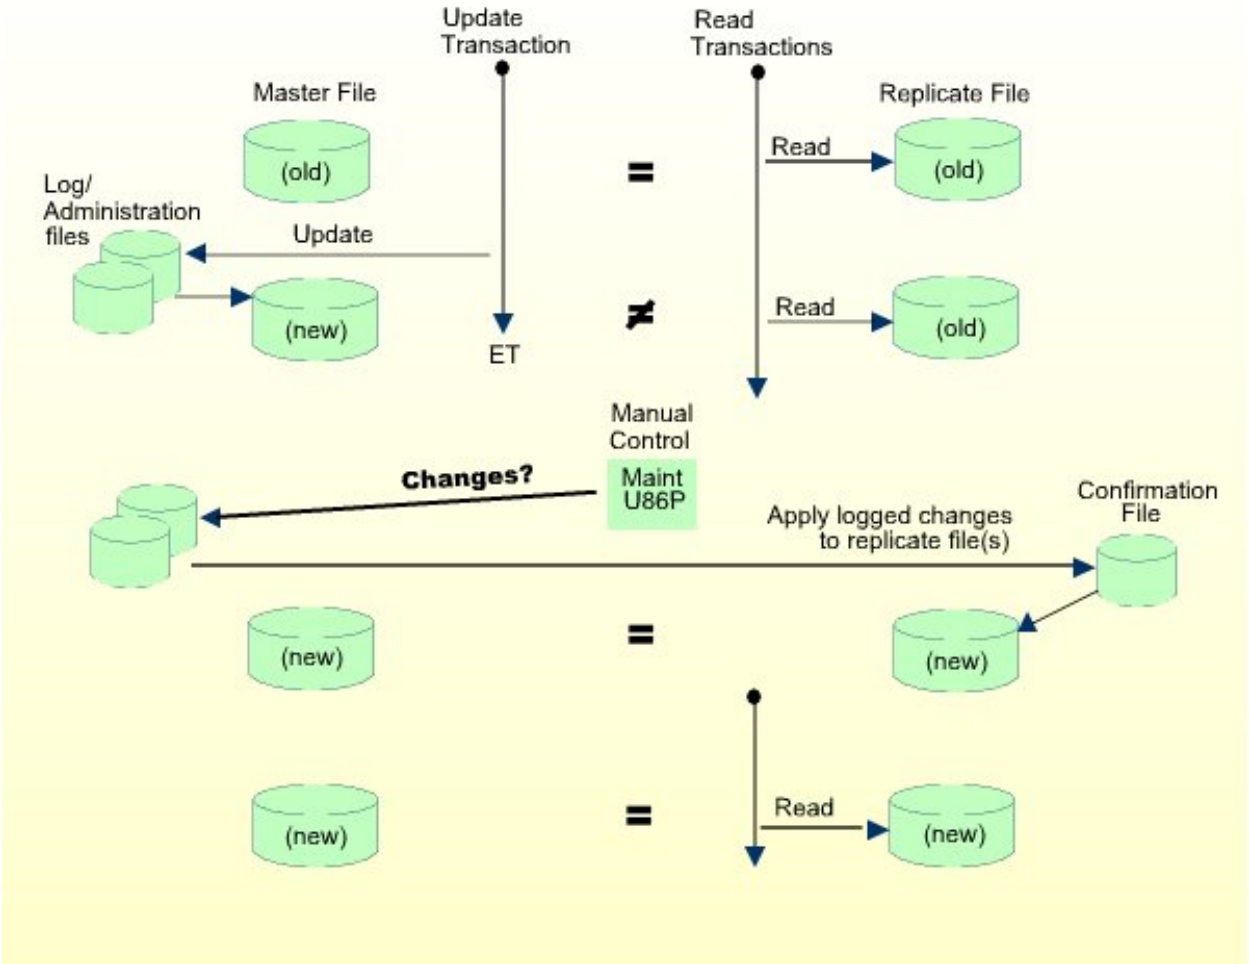 Update
Transaction
Read
Transactions
Master File
Replicate File
(old)
=
Read
(old)
Log/
Administration
files
Update
(new)
≠
Read
(old)
ET
Manual
Control
Maint
U86P
Changes?
Confirmation
File
Apply logged changes
to replicate file(s)
(new)
=
(new)
(new)
=
Read
(new)